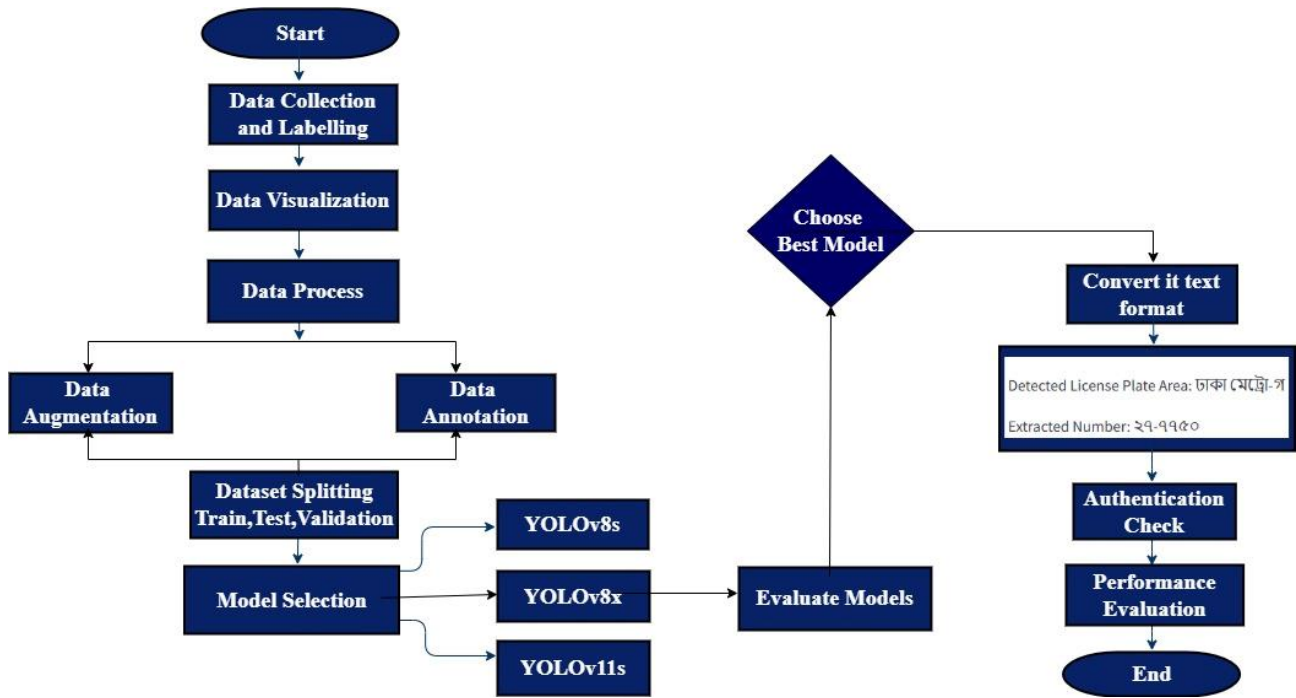 Start
Data Collection
and Labelling
Data Visualization
Data Process
Data
Augmentation
Data
Annotation
Dataset Splitting
Train,Test,Validation
Model Selection
YOLOv8s
YOLOv8x
YOLOv11s
Evaluate Models
Choose
Best Model
Convert it text
format
Detected License Plate Area: ঢাকা মেট্রো-গ
Extracted Number: ২৭-৭৭৫০
Authentication
Check
Performance
Evaluation
End